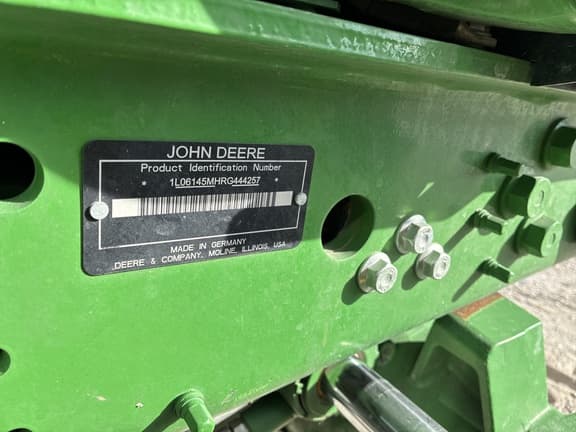 JOHN DEERE
Product Identification Number
* 1L06145MHRG444257 *
MADE IN GERMANY
DEERE & COMPANY, MOLINE, ILLINOIS, USA